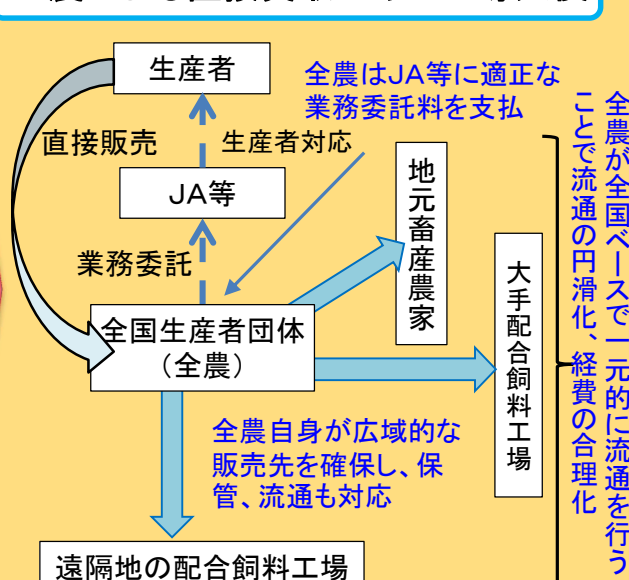 生産者
全農はJA等に適正な
業務委託料を支払
直接販売
生産者対応
JA等
業務委託
地元畜産農家
大手配合飼料工場
全農が全国ベースで一元的に流通を行う
ことで流通の円滑化、経費の合理化
全国生産者団体
(全農)
全農自身が広域的な
販売先を確保し、保
管、流通も対応
遠隔地の配合飼料工場